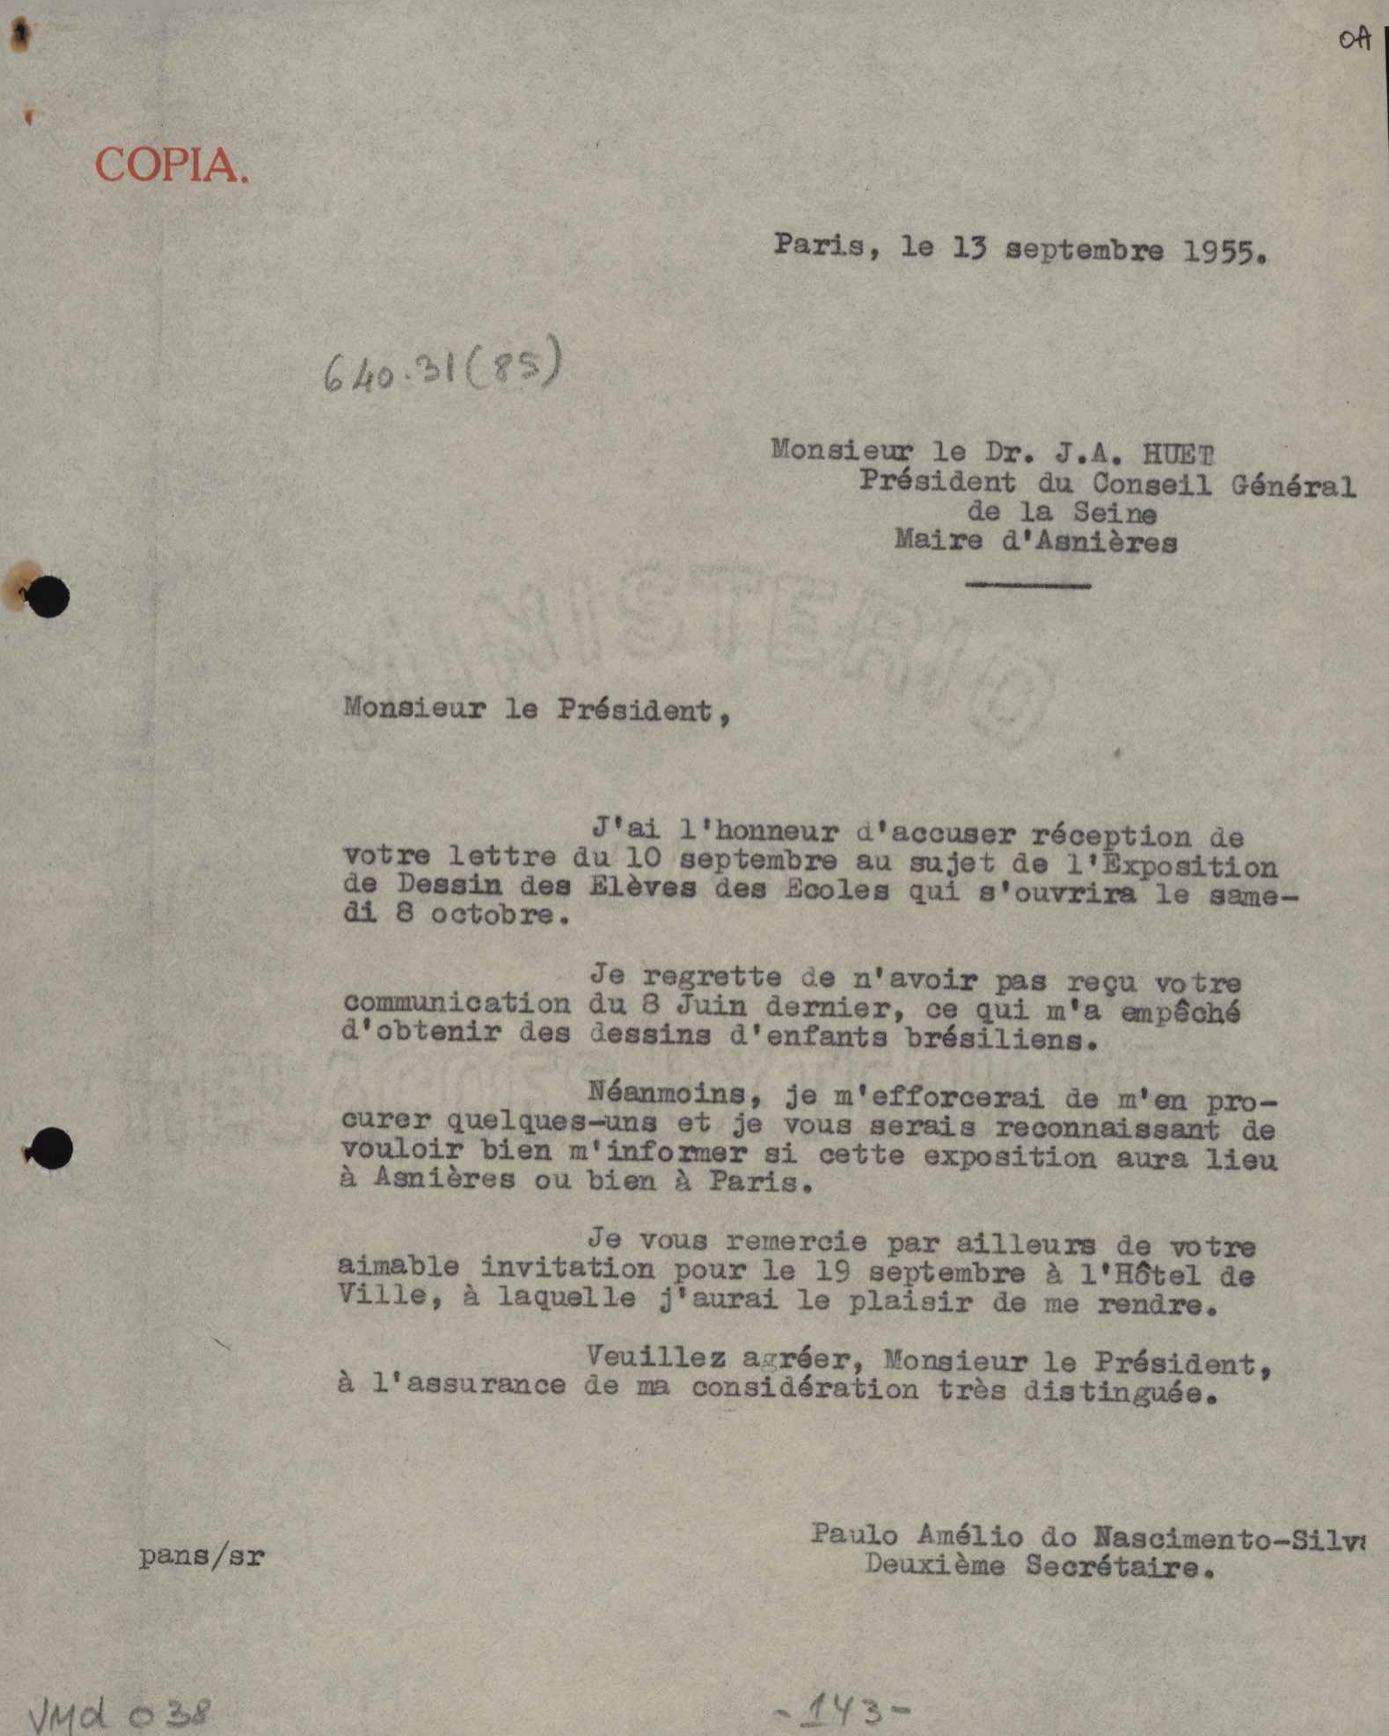 OA
COPIA.
Paris, le 13 septembre 1955.
640.31(85)
Monsieur le Dr. J.A. HUET
Président du Conseil Général
de la Seine
Maire d'Asnières
MINISTERIO
Monsieur le Président,
J'ai l'honneur d'accuser réception de
votre lettre du 10 septembre au sujet de l'Exposition
de Dessin des Elèves des Ecoles qui s'ouvrira le same-
di 8 octobre.
Je regrette de n'avoir pas reçu votre
communication du 8 Juin dernier, ce qui m'a empêché
d'obtenir des dessins d'enfants brésiliens.
Néanmoins, je m'efforcerai de m'en pro-
curer quelques-uns et je vous serais reconnaissant de
vouloir bien m'informer si cette exposition aura lieu
à Asnières ou bien à Paris.
Je vous remercie par ailleurs de votre
aimable invitation pour le 19 septembre à l'Hôtel de
Ville, à laquelle j'aurai le plaisir de me rendre.
Veuillez agréer, Monsieur le Président,
à l'assurance de ma considération très distinguée.
Paulo Amélio do Nascimento-Silva
Deuxième Secrétaire.
pans/sr
VMd 038
-143-